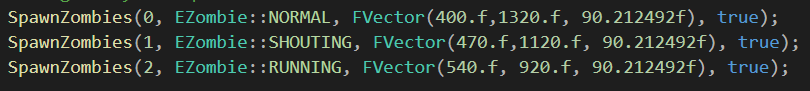 SpawnZombies(0, EZombie::NORMAL, FVector(400.f,1320.f, 90.212492f), true);
SpawnZombies(1, EZombie::SHOUTING, FVector(470.f,1120.f, 90.212492f), true);
SpawnZombies(2, EZombie::RUNNING, FVector(540.f, 920.f, 90.212492f), true);